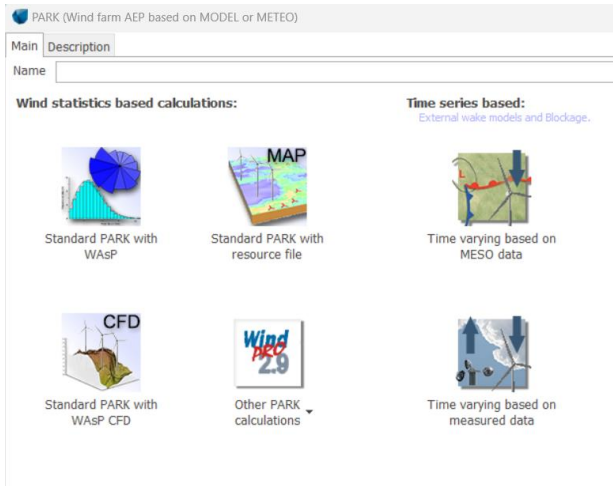 PARK (Wind farm AEP based on MODEL or METEO)
Main Description
Name
Wind statistics based calculations:
Time series based:
External wake models and Blockage.
MAP
L
Standard PARK with
WAsP
Standard PARK with
resource file
Time varying based on
MESO data
CFD
Wind
PRO
2.9
Standard PARK with
WAsP CFD
Other PARK
calculations
Time varying based on
measured data